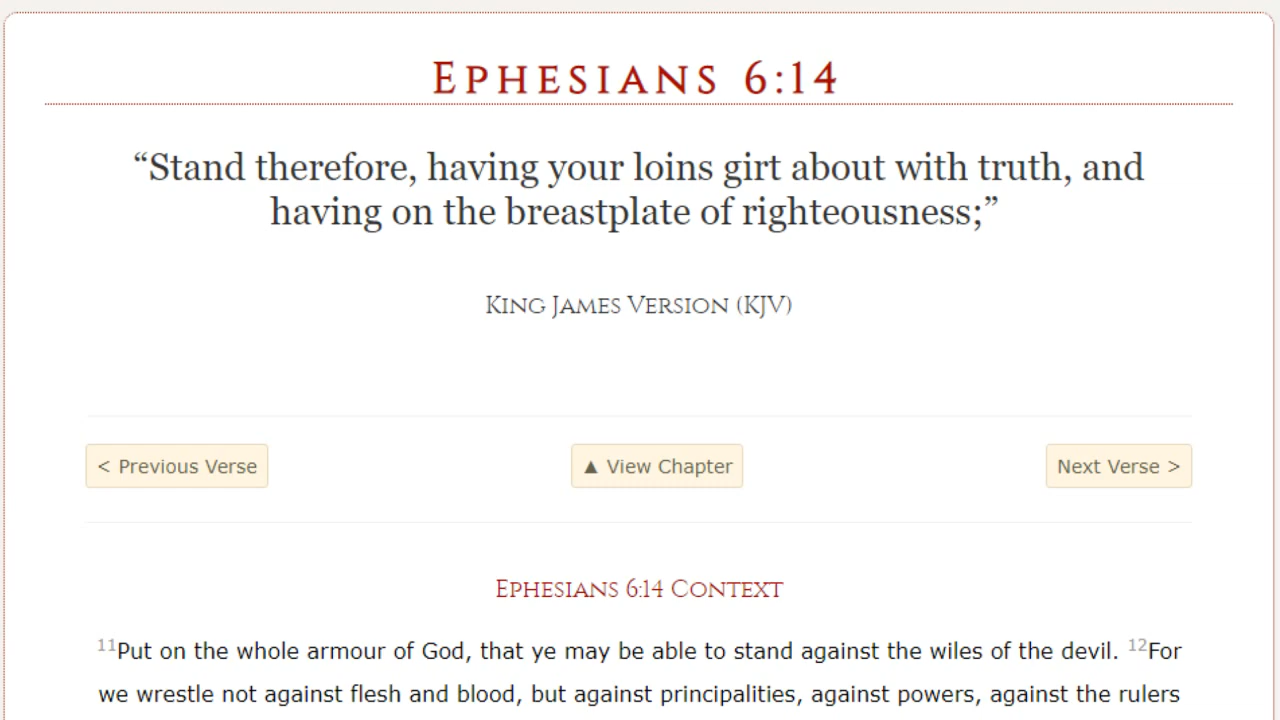 Ephesians 6:14
“Stand therefore, having your loins girt about with truth, and
having on the breastplate of righteousness;”
King James Version (KJV)
< Previous Verse
▲ View Chapter
Next Verse >
Ephesians 6:14 Context
11Put on the whole armour of God, that ye may be able to stand against the wiles of the devil. 12For
we wrestle not against flesh and blood, but against principalities, against powers, against the rulers